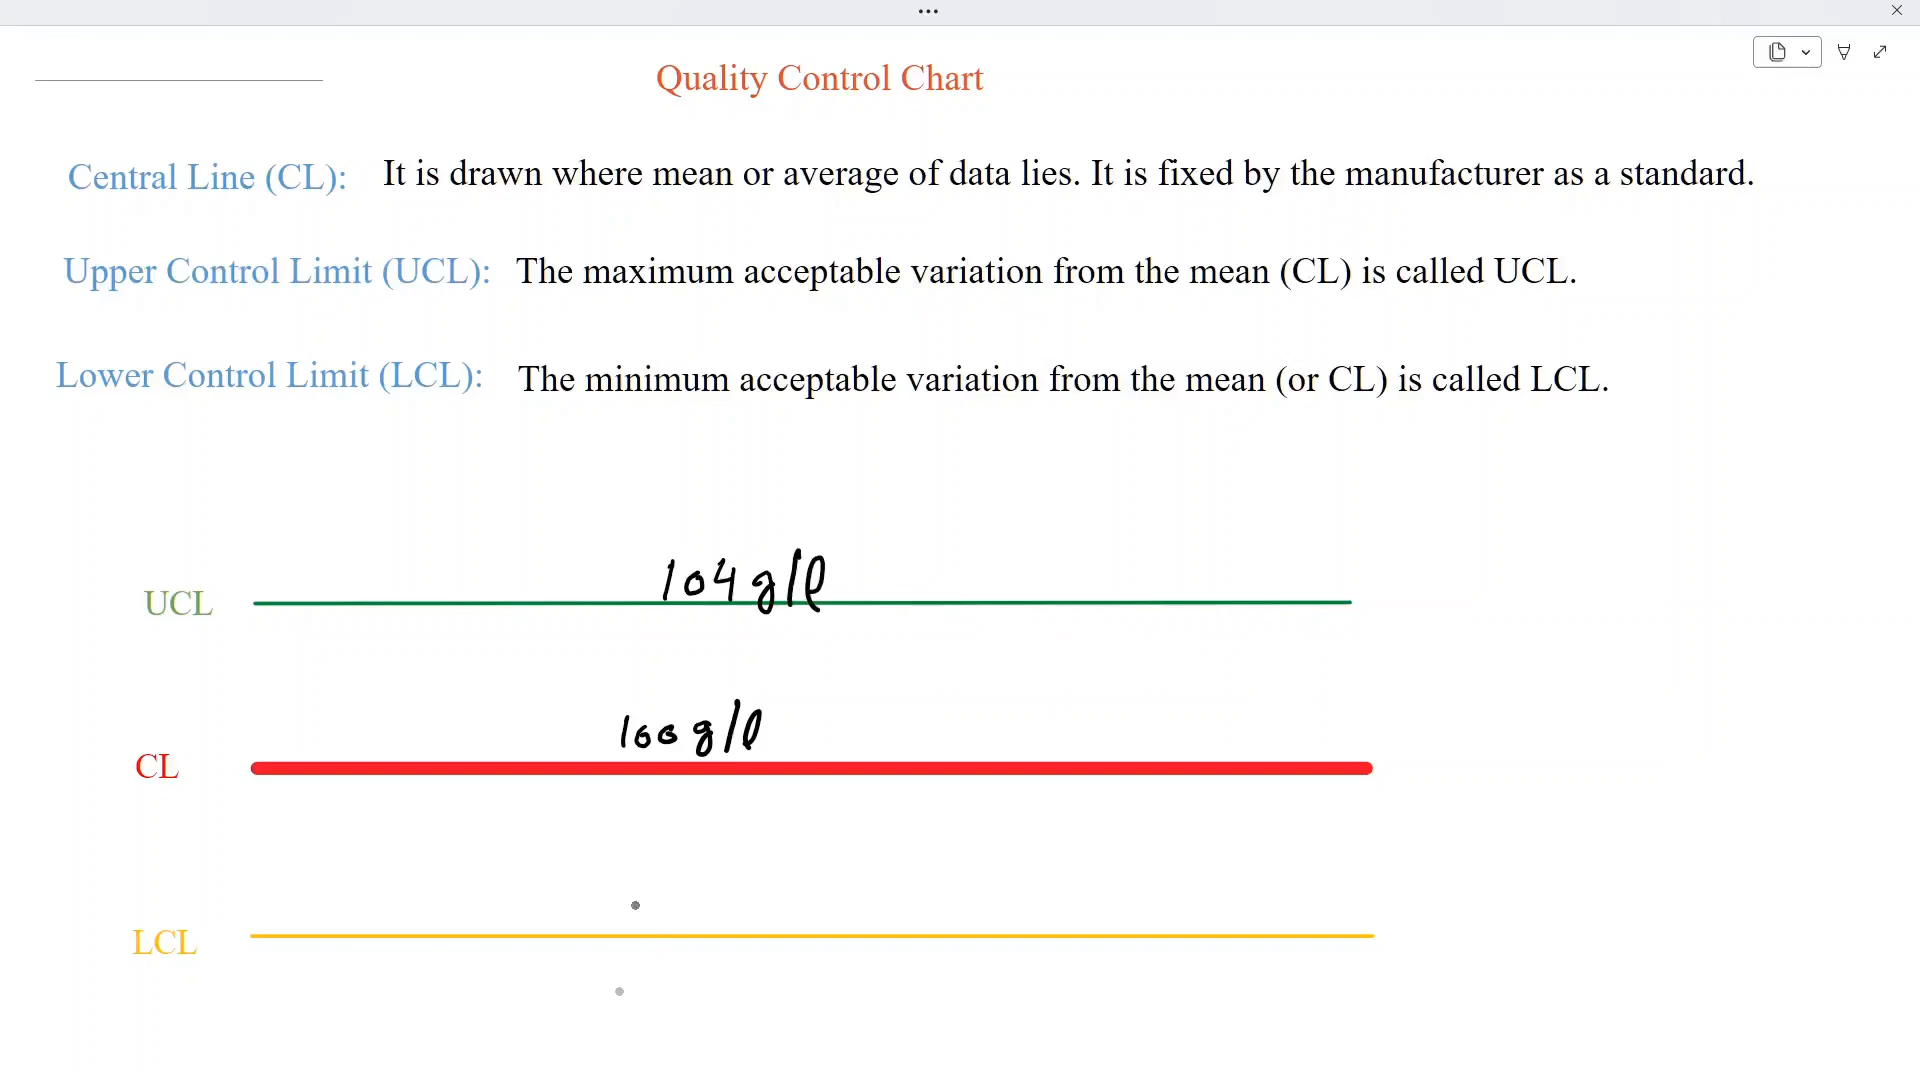 Quality Control Chart
Central Line (CL): It is drawn where mean or average of data lies. It is fixed by the manufacturer as a standard.
Upper Control Limit (UCL): The maximum acceptable variation from the mean (CL) is called UCL.
Lower Control Limit (LCL): The minimum acceptable variation from the mean (or CL) is called LCL.
104 g/l
UCL
100 g/l
CL
LCL